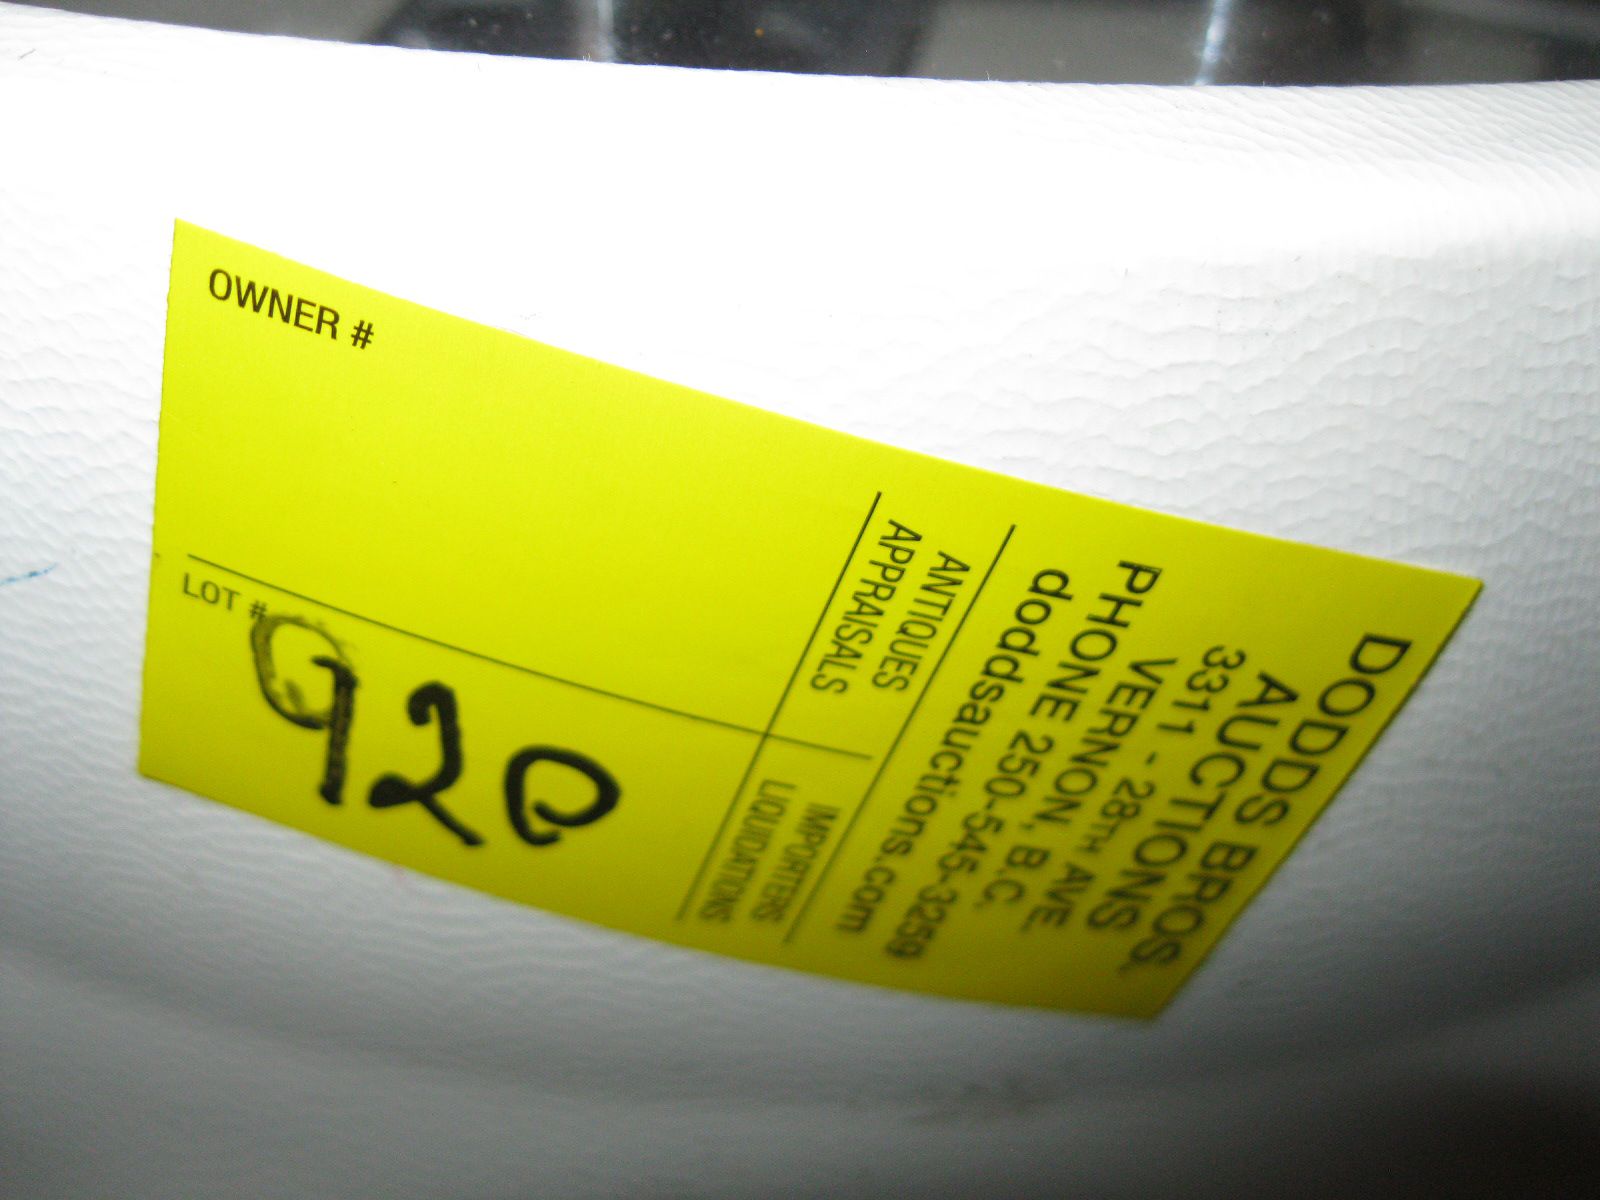 DODDS BROS.
AUCTIONS
3311 - 28TH AVE.
VERNON, B.C.
PHONE 250-545-3259
doddsauctions.com
ANTIQUES
APPRAISALS
IMPORTERS
LIQUIDATIONS
OWNER #
LOT # 920